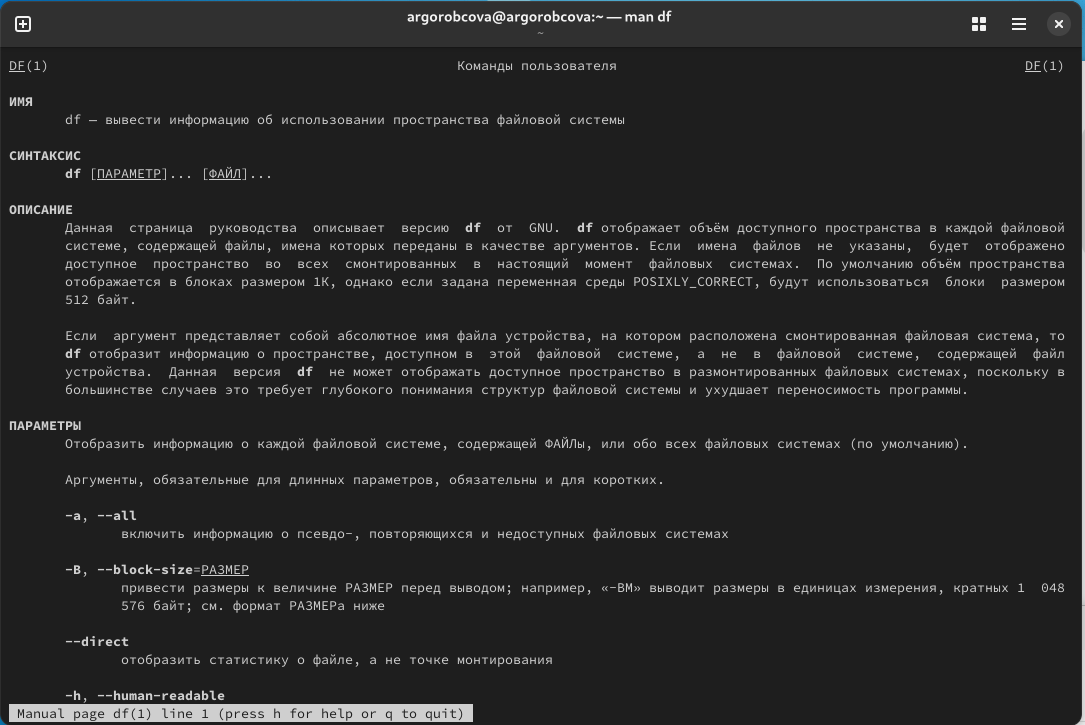 argorobcova@argorobcova:~ — man df
~
DF(1) Команды пользователя DF(1)
ИМЯ
df — вывести информацию об использовании пространства файловой системы
СИНТАКСИС
df [ПАРАМЕТР]... [ФАЙЛ]...
ОПИСАНИЕ
Данная страница руководства описывает версию df от GNU. df отображает объём доступного пространства в каждой файловой
системе, содержащей файлы, имена которых переданы в качестве аргументов. Если имена файлов не указаны, будет отображено
доступное пространство во всех смонтированных в настоящий момент файловых системах. По умолчанию объём пространства
отображается в блоках размером 1K, однако если задана переменная среды POSIXLY_CORRECT, будут использоваться блоки размером
512 байт.
Если аргумент представляет собой абсолютное имя файла устройства, на котором расположена смонтированная файловая система, то
df отобразит информацию о пространстве, доступном в этой файловой системе, а не в файловой системе, содержащей файл
устройства. Данная версия df не может отображать доступное пространство в размонтированных файловых системах, поскольку в
большинстве случаев это требует глубокого понимания структур файловой системы и ухудшает переносимость программы.
ПАРАМЕТРЫ
Отобразить информацию о каждой файловой системе, содержащей ФАЙЛы, или обо всех файловых системах (по умолчанию).
Аргументы, обязательные для длинных параметров, обязательны и для коротких.
-a, --all
включить информацию о псевдо-, повторяющихся и недоступных файловых системах
-B, --block-size=РАЗМЕР
привести размеры к величине РАЗМЕР перед выводом; например, «-BM» выводит размеры в единицах измерения, кратных 1 048
576 байт; см. формат РАЗМЕРа ниже
--direct
отобразить статистику о файле, а не точке монтирования
-h, --human-readable
Manual page df(1) line 1 (press h for help or q to quit)